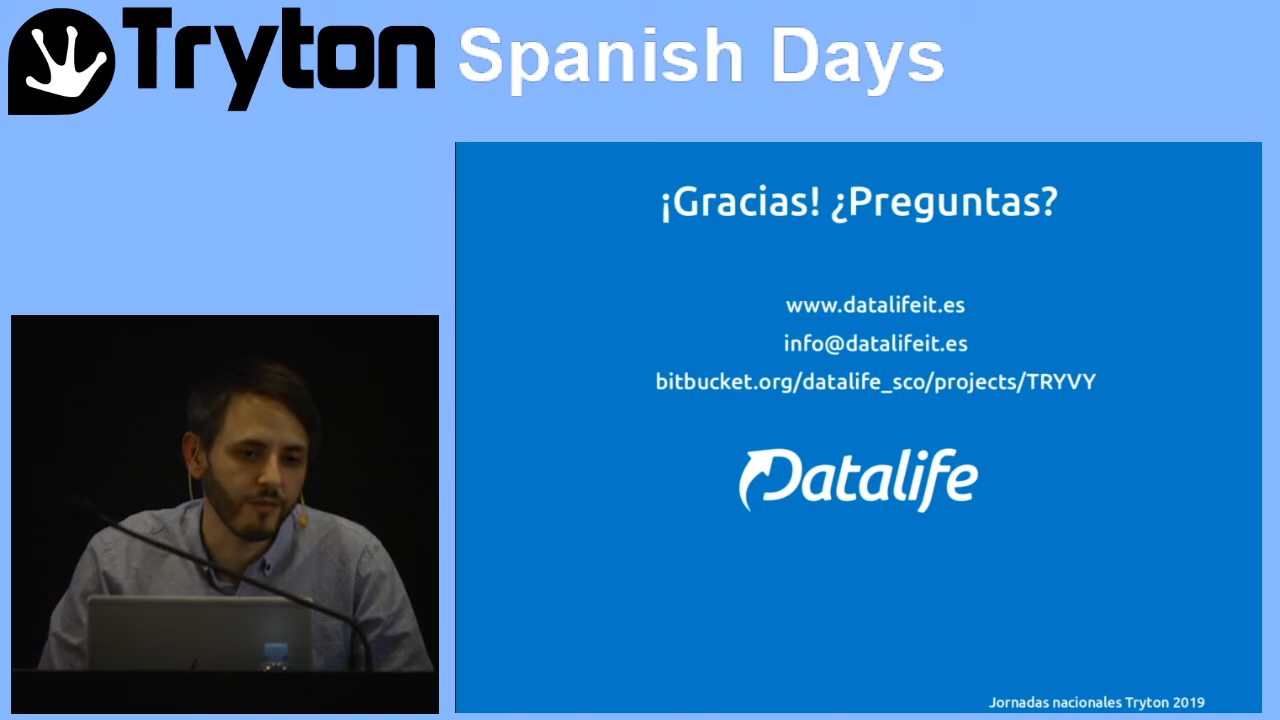 Tryton Spanish Days
¡Gracias! ¿Preguntas?
www.datalifeit.es
info@datalifeit.es
bitbucket.org/datalife_sco/projects/TRYVY
Datalife
Jornadas nacionales Tryton 2019